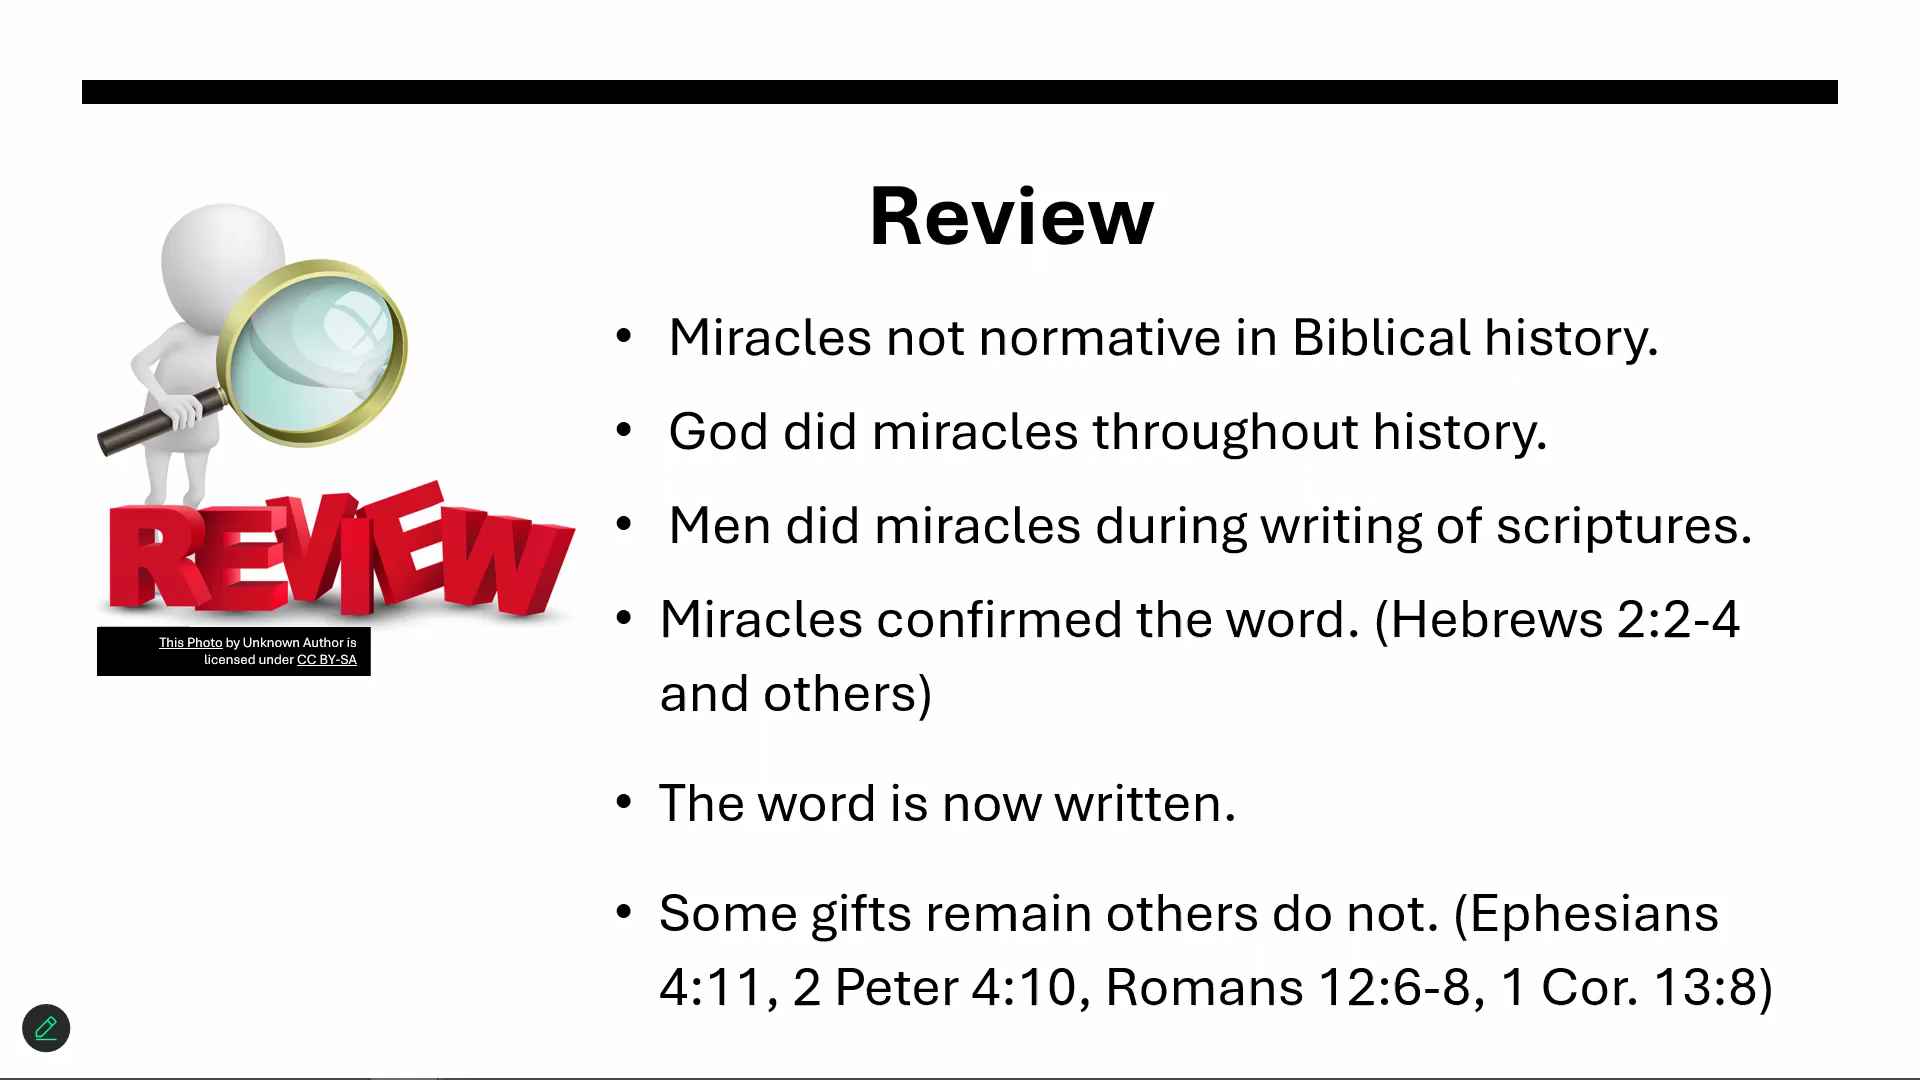 Review
REVIEW
This Photo by Unknown Author is
licensed under CC BY-SA
• Miracles not normative in Biblical history.
• God did miracles throughout history.
• Men did miracles during writing of scriptures.
• Miracles confirmed the word. (Hebrews 2:2-4
and others)
• The word is now written.
• Some gifts remain others do not. (Ephesians
4:11, 2 Peter 4:10, Romans 12:6-8, 1 Cor. 13:8)